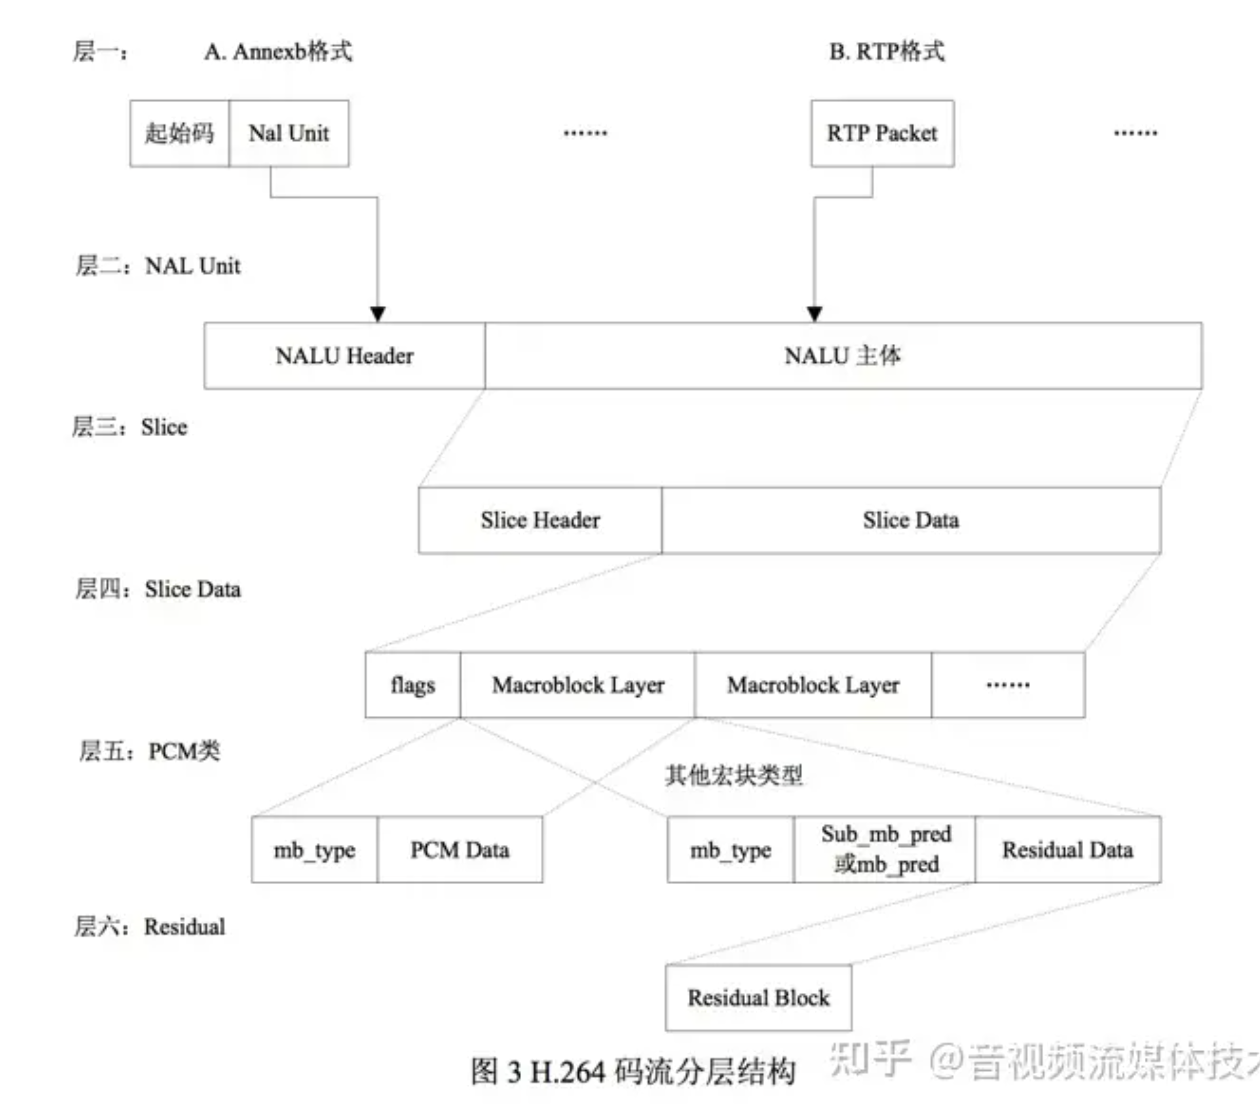 层一： A. Annexb格式 B. RTP格式
起始码 Nal Unit …… RTP Packet ……
层二：NAL Unit
NALU Header NALU 主体
层三：Slice
Slice Header Slice Data
层四：Slice Data
flags Macroblock Layer Macroblock Layer ……
层五：PCM类
其他宏块类型
mb_type PCM Data mb_type Sub_mb_pred
或mb_pred Residual Data
层六：Residual
Residual Block
图 3 H.264 码流分层结构
知乎 @音视频流媒体技术